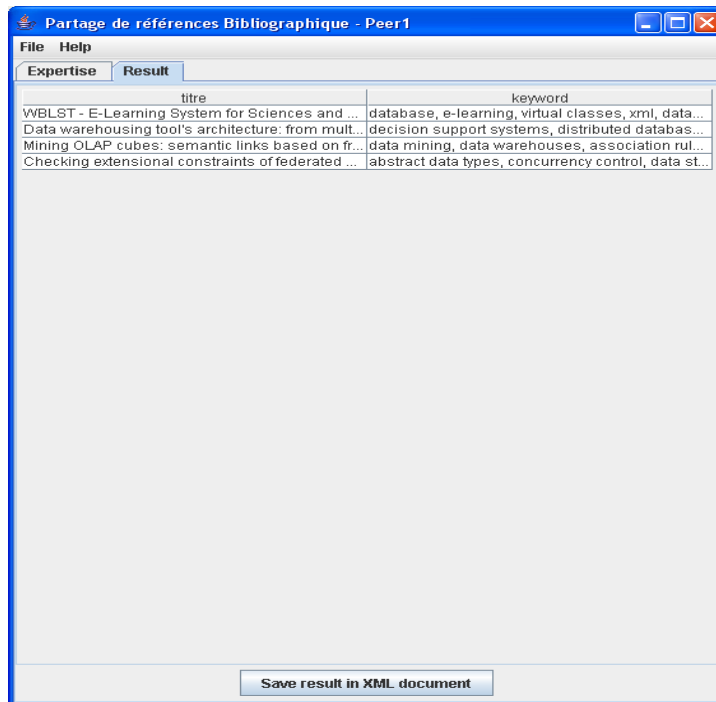 Partage de références Bibliographique - Peer1
File Help
Expertise Result
titre keyword
WBLST - E-Learning System for Sciences and ... database, e-learning, virtual classes, xml, data...
Data warehousing tool's architecture: from mult... decision support systems, distributed databas...
Mining OLAP cubes: semantic links based on fr... data mining, data warehouses, association rul...
Checking extensional constraints of federated ... abstract data types, concurrency control, data st...
Save result in XML document